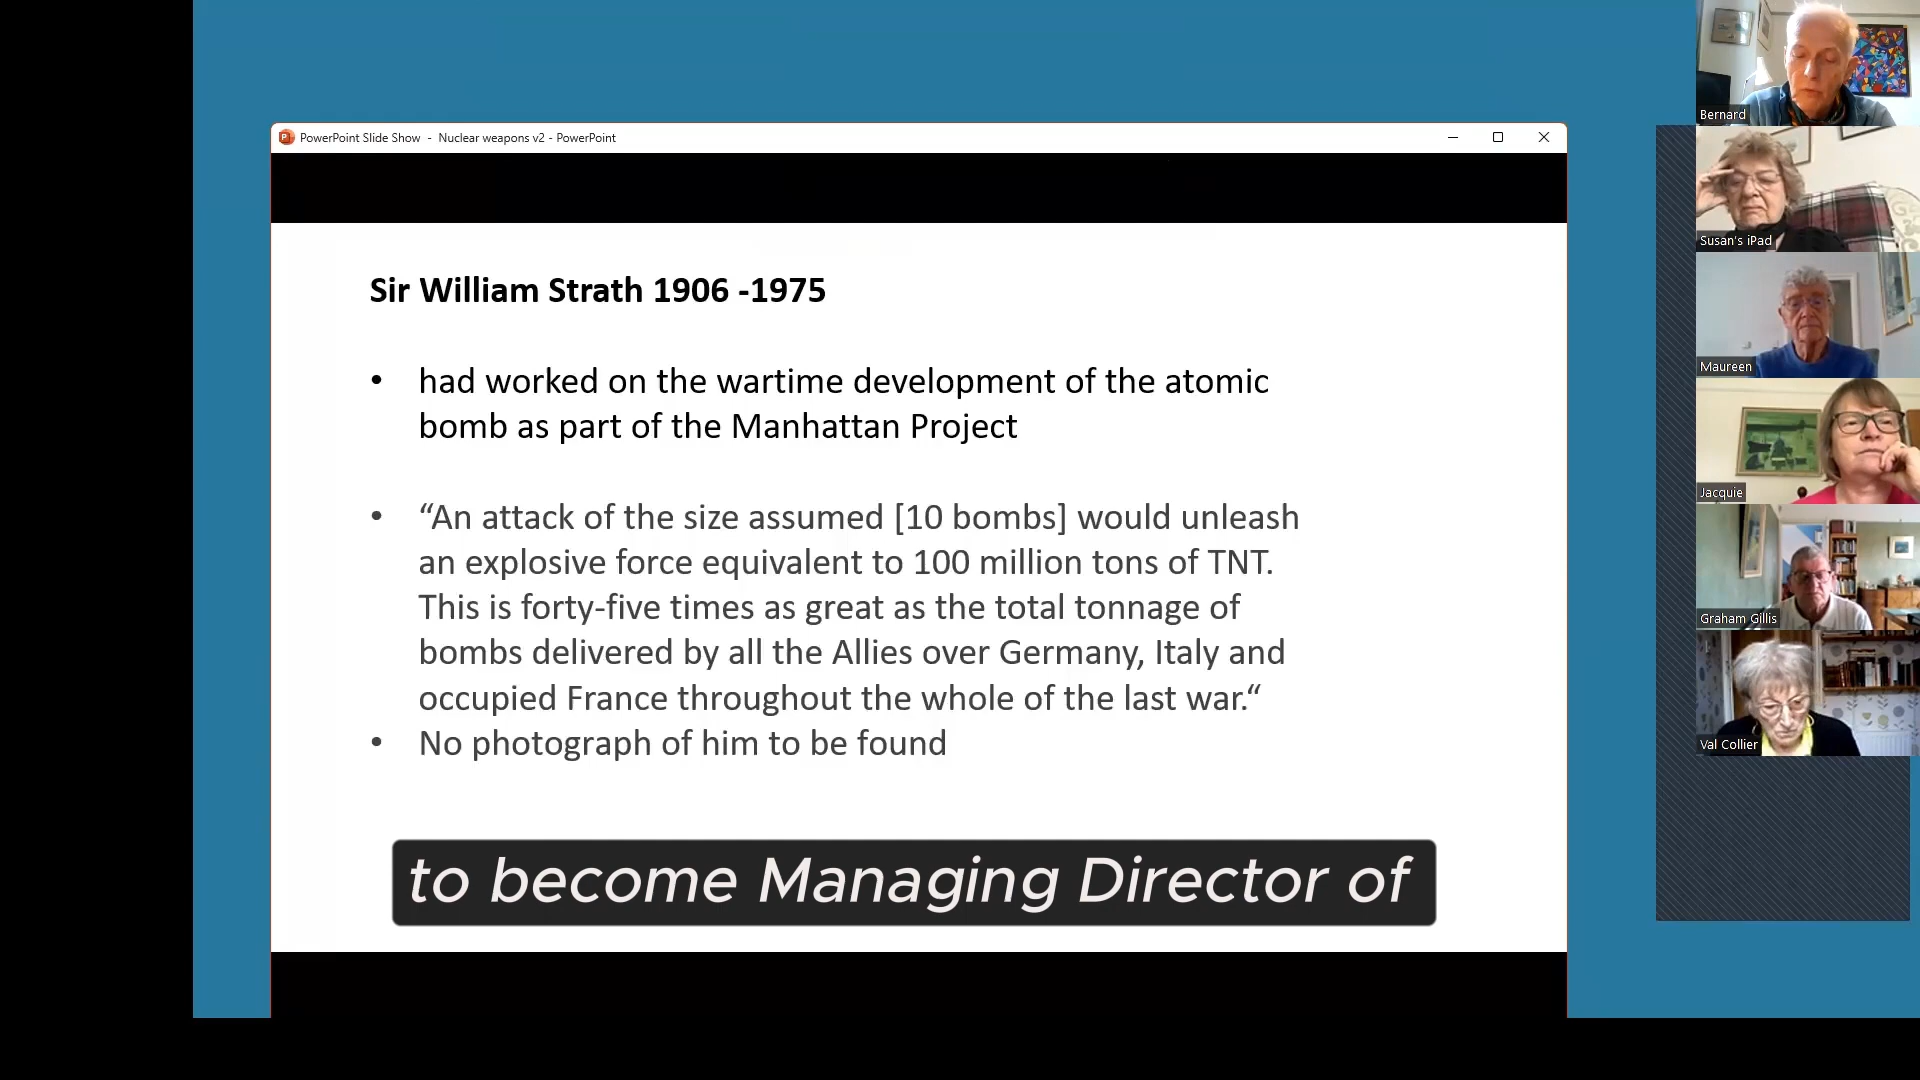 PowerPoint Slide Show - Nuclear weapons v2 - PowerPoint
Sir William Strath 1906 -1975
• had worked on the wartime development of the atomic
bomb as part of the Manhattan Project
• “An attack of the size assumed [10 bombs] would unleash
an explosive force equivalent to 100 million tons of TNT.
This is forty-five times as great as the total tonnage of
bombs delivered by all the Allies over Germany, Italy and
occupied France throughout the whole of the last war.“
• No photograph of him to be found
to become Managing Director of
Bernard
Susan's iPad
Maureen
Jacquie
Graham Gillis
Val Collier